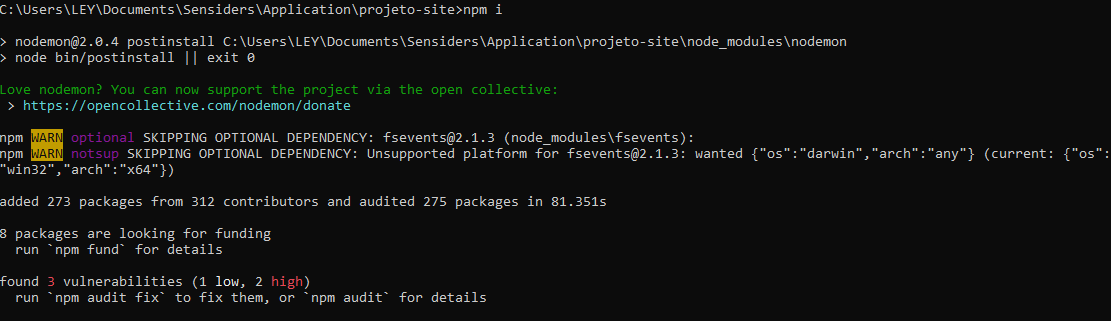 C:\Users\LEY\Documents\Sensiders\Application\projeto-site>npm i
> nodemon@2.0.4 postinstall C:\Users\LEY\Documents\Sensiders\Application\projeto-site\node_modules\nodemon
> node bin/postinstall || exit 0
Love nodemon? You can now support the project via the open collective:
 > https://opencollective.com/nodemon/donate
npm WARN optional SKIPPING OPTIONAL DEPENDENCY: fsevents@2.1.3 (node_modules\fsevents):
npm WARN notsup SKIPPING OPTIONAL DEPENDENCY: Unsupported platform for fsevents@2.1.3: wanted {"os":"darwin","arch":"any"} (current: {"os":
"win32","arch":"x64"})
added 273 packages from 312 contributors and audited 275 packages in 81.351s
8 packages are looking for funding
  run `npm fund` for details
found 3 vulnerabilities (1 low, 2 high)
  run `npm audit fix` to fix them, or `npm audit` for details